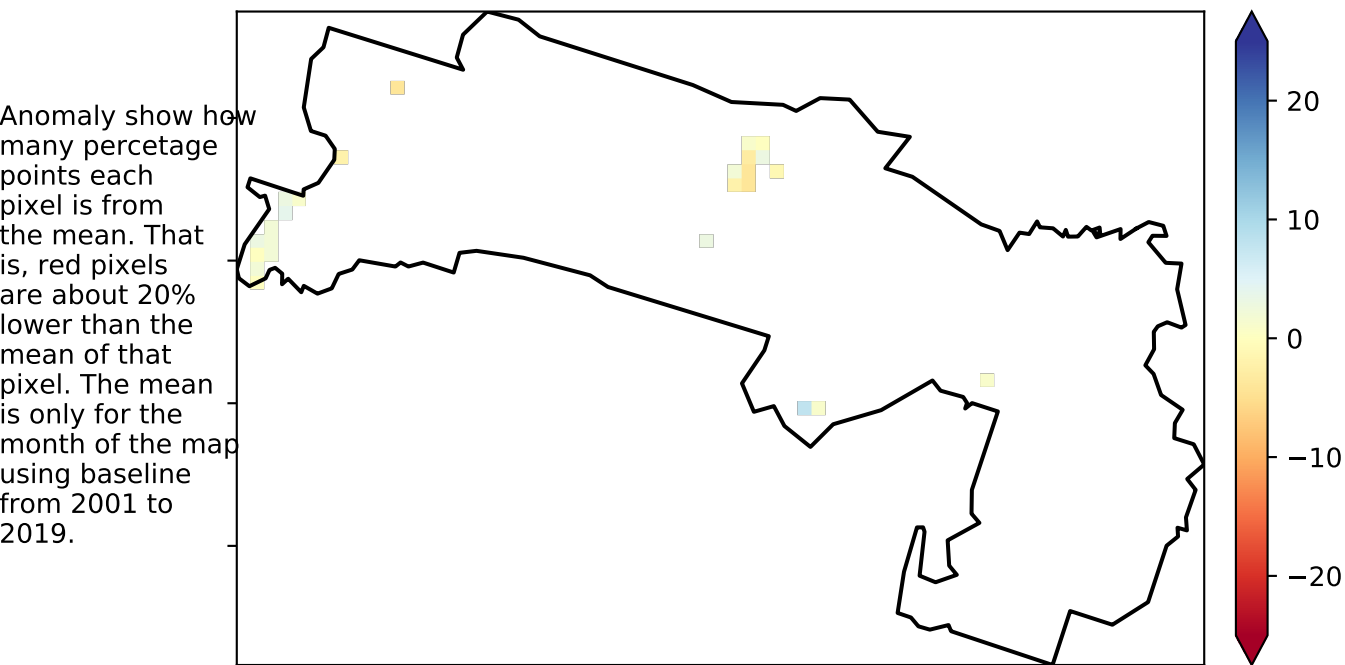 Anomaly show how
many percetage
points each
pixel is from
the mean. That
is, red pixels
are about 20%
lower than the
mean of that
pixel. The mean
is only for the
month of the map
using baseline
from 2001 to
2019.
20
10
0
−10
−20